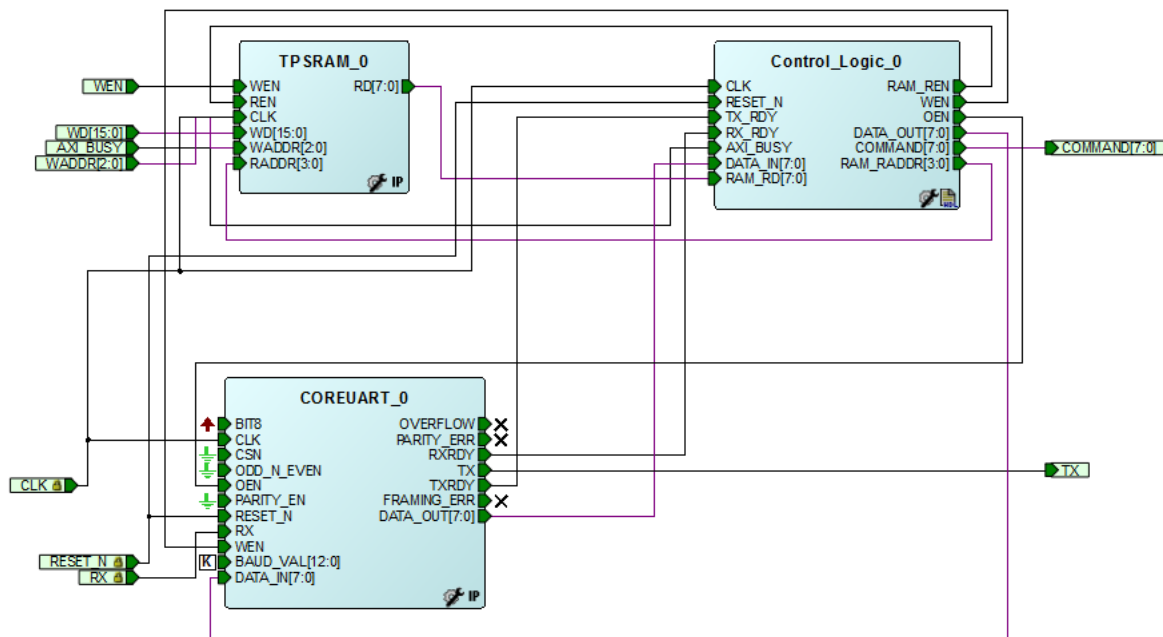 TPSRAM_0
WEN
REN
CLK
WD[15:0]
WADDR[2:0]
RADDR[3:0]
RD[7:0]
IP
WEN
WD[15:0]
AXI_BUSY
WADDR[2:0]
Control_Logic_0
CLK
RESET_N
TX_RDY
RX_RDY
AXI_BUSY
DATA_IN[7:0]
RAM_RD[7:0]
RAM_REN
WEN
OEN
DATA_OUT[7:0]
COMMAND[7:0]
RAM_RADDR[3:0]
HDL
COMMAND[7:0]
COREUART_0
BIT8
CLK
CSN
ODD_N_EVEN
OEN
PARITY_EN
RESET_N
RX
WEN
K
BAUD_VAL[12:0]
DATA_IN[7:0]
OVERFLOW
PARITY_ERR
RXRDY
TX
TXRDY
FRAMING_ERR
DATA_OUT[7:0]
IP
TX
CLK
RESET_N
RX